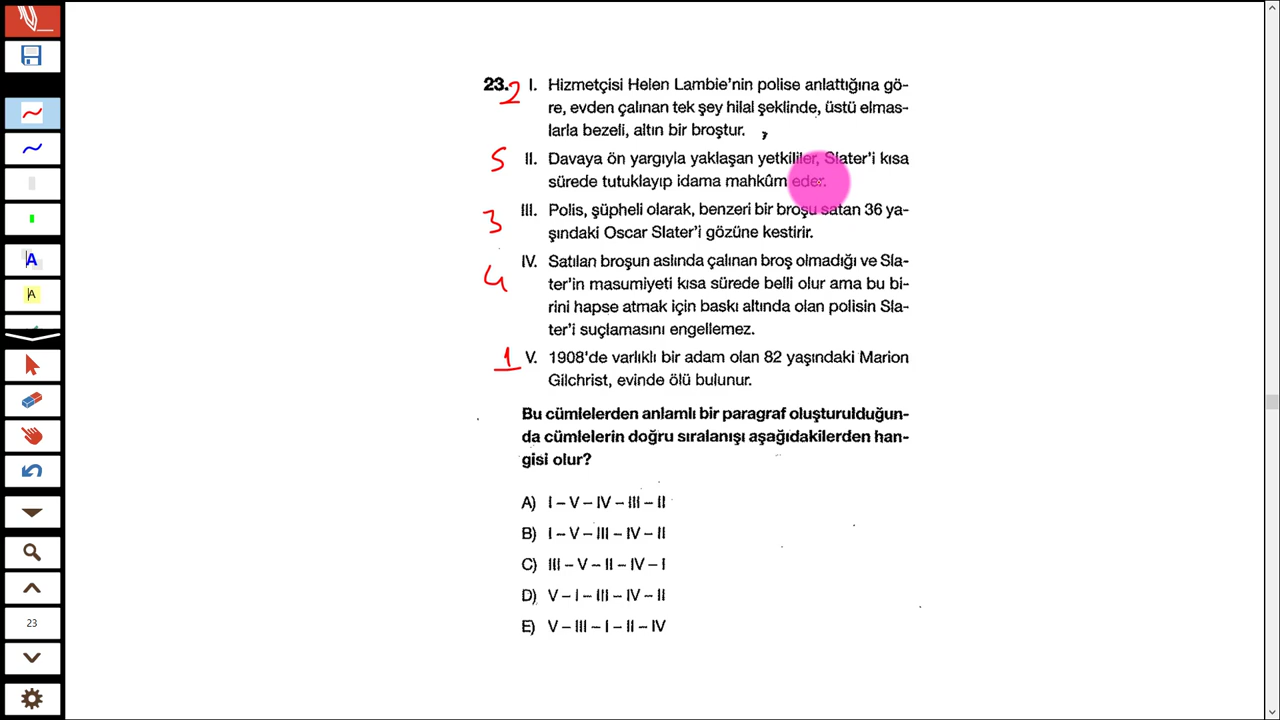 23. 2 I. Hizmetçisi Helen Lambie'nin polise anlattığına gö-
re, evden çalınan tek şey hilal şeklinde, üstü elmas-
larla bezeli, altın bir broştur.
5 II. Davaya ön yargıyla yaklaşan yetkililer, Slater'i kısa
sürede tutuklayıp idama mahkûm eder.
3 III. Polis, şüpheli olarak, benzeri bir broşu satan 36 ya-
şındaki Oscar Slater'i gözüne kestirir.
4 IV. Satılan broşun aslında çalınan broş olmadığı ve Sla-
ter'in masumiyeti kısa sürede belli olur ama bu bi-
rini hapse atmak için baskı altında olan polisin Sla-
ter'i suçlamasını engellemez.
1 V. 1908'de varlıklı bir adam olan 82 yaşındaki Marion
Gilchrist, evinde ölü bulunur.
Bu cümlelerden anlamlı bir paragraf oluşturulduğun-
da cümlelerin doğru sıralanışı aşağıdakilerden han-
gisi olur?
A) I – V – IV – III – II
B) I – V – III – IV – II
C) III – V – II – IV – I
D) V – I – III – IV – II
E) V – III – I – II – IV
A
A
23